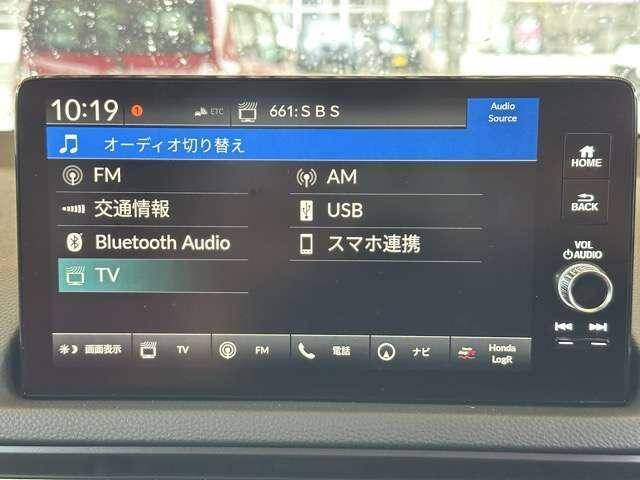 10:19 1 ETC 661:SBS Audio Source
オーディオ切り替え
FM AM
交通情報 USB
Bluetooth Audio スマホ連携
TV
画面表示 TV FM 電話 ナビ Honda LogR
HOME
BACK
VOL
AUDIO